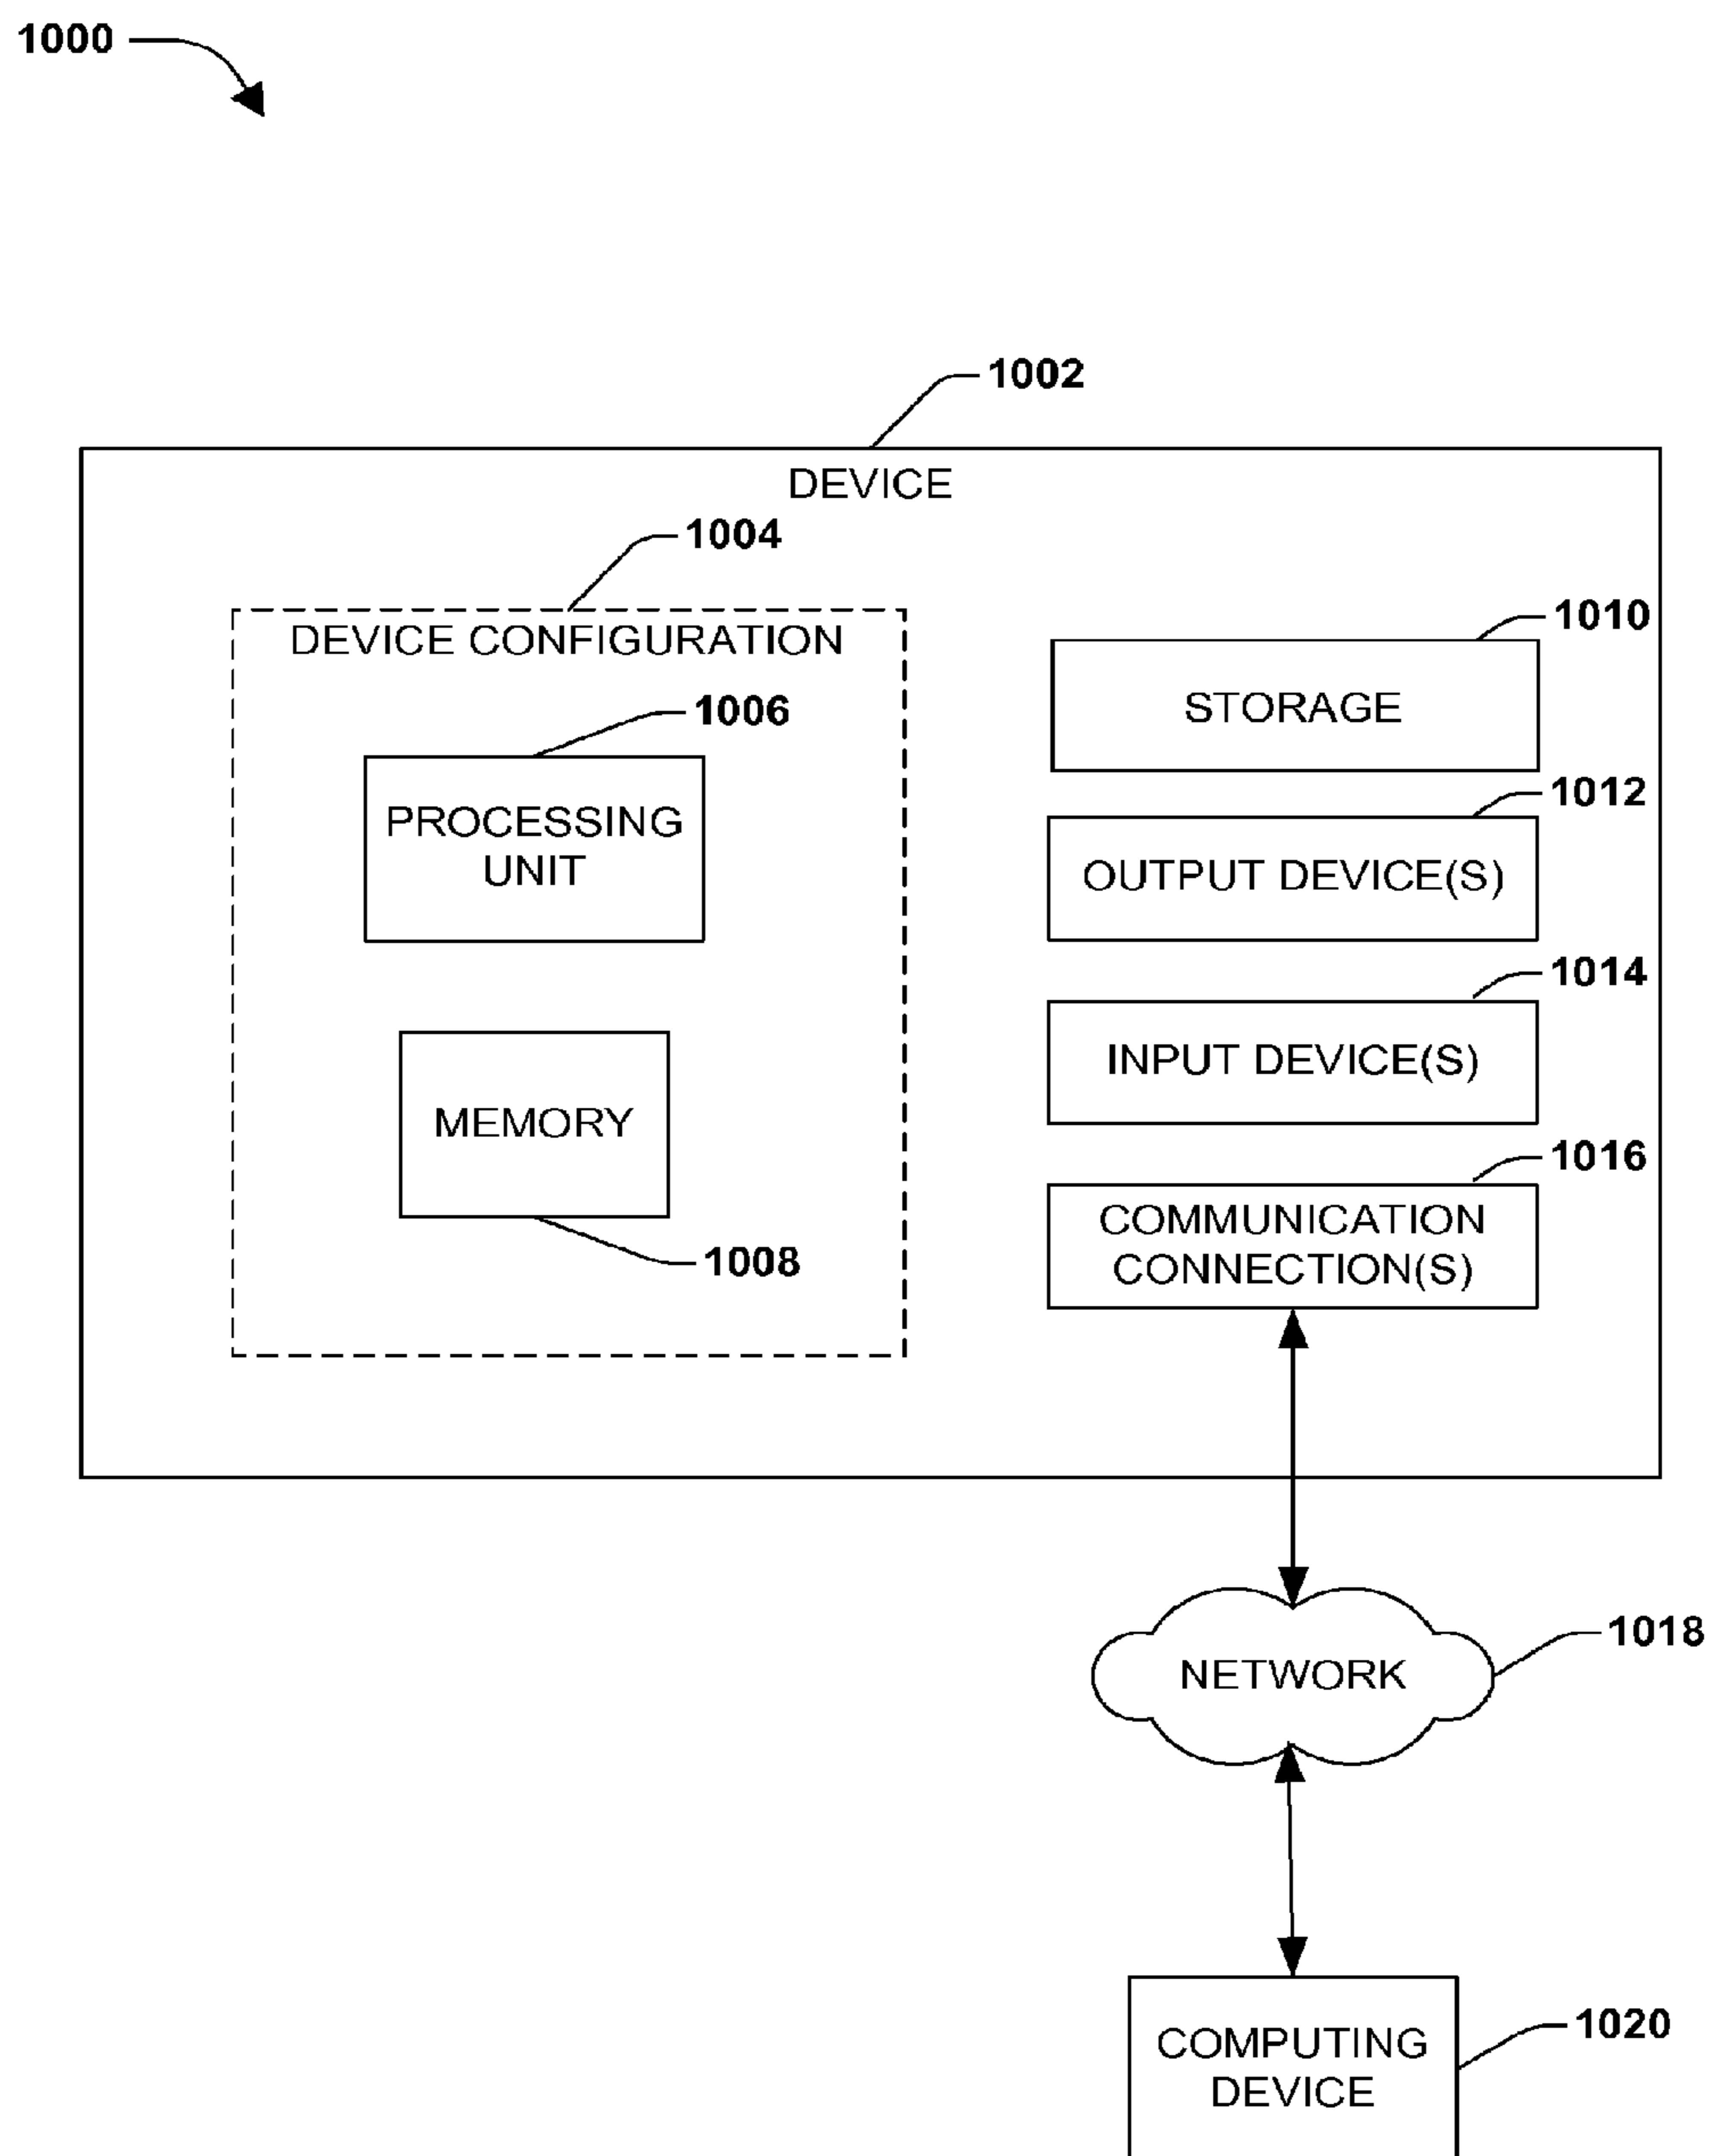 1000
1002
DEVICE
1004
DEVICE CONFIGURATION
1006
PROCESSING
UNIT
MEMORY
1008
1010
STORAGE
1012
OUTPUT DEVICE(S)
1014
INPUT DEVICE(S)
1016
COMMUNICATION
CONNECTION(S)
NETWORK
1018
COMPUTING
DEVICE
1020